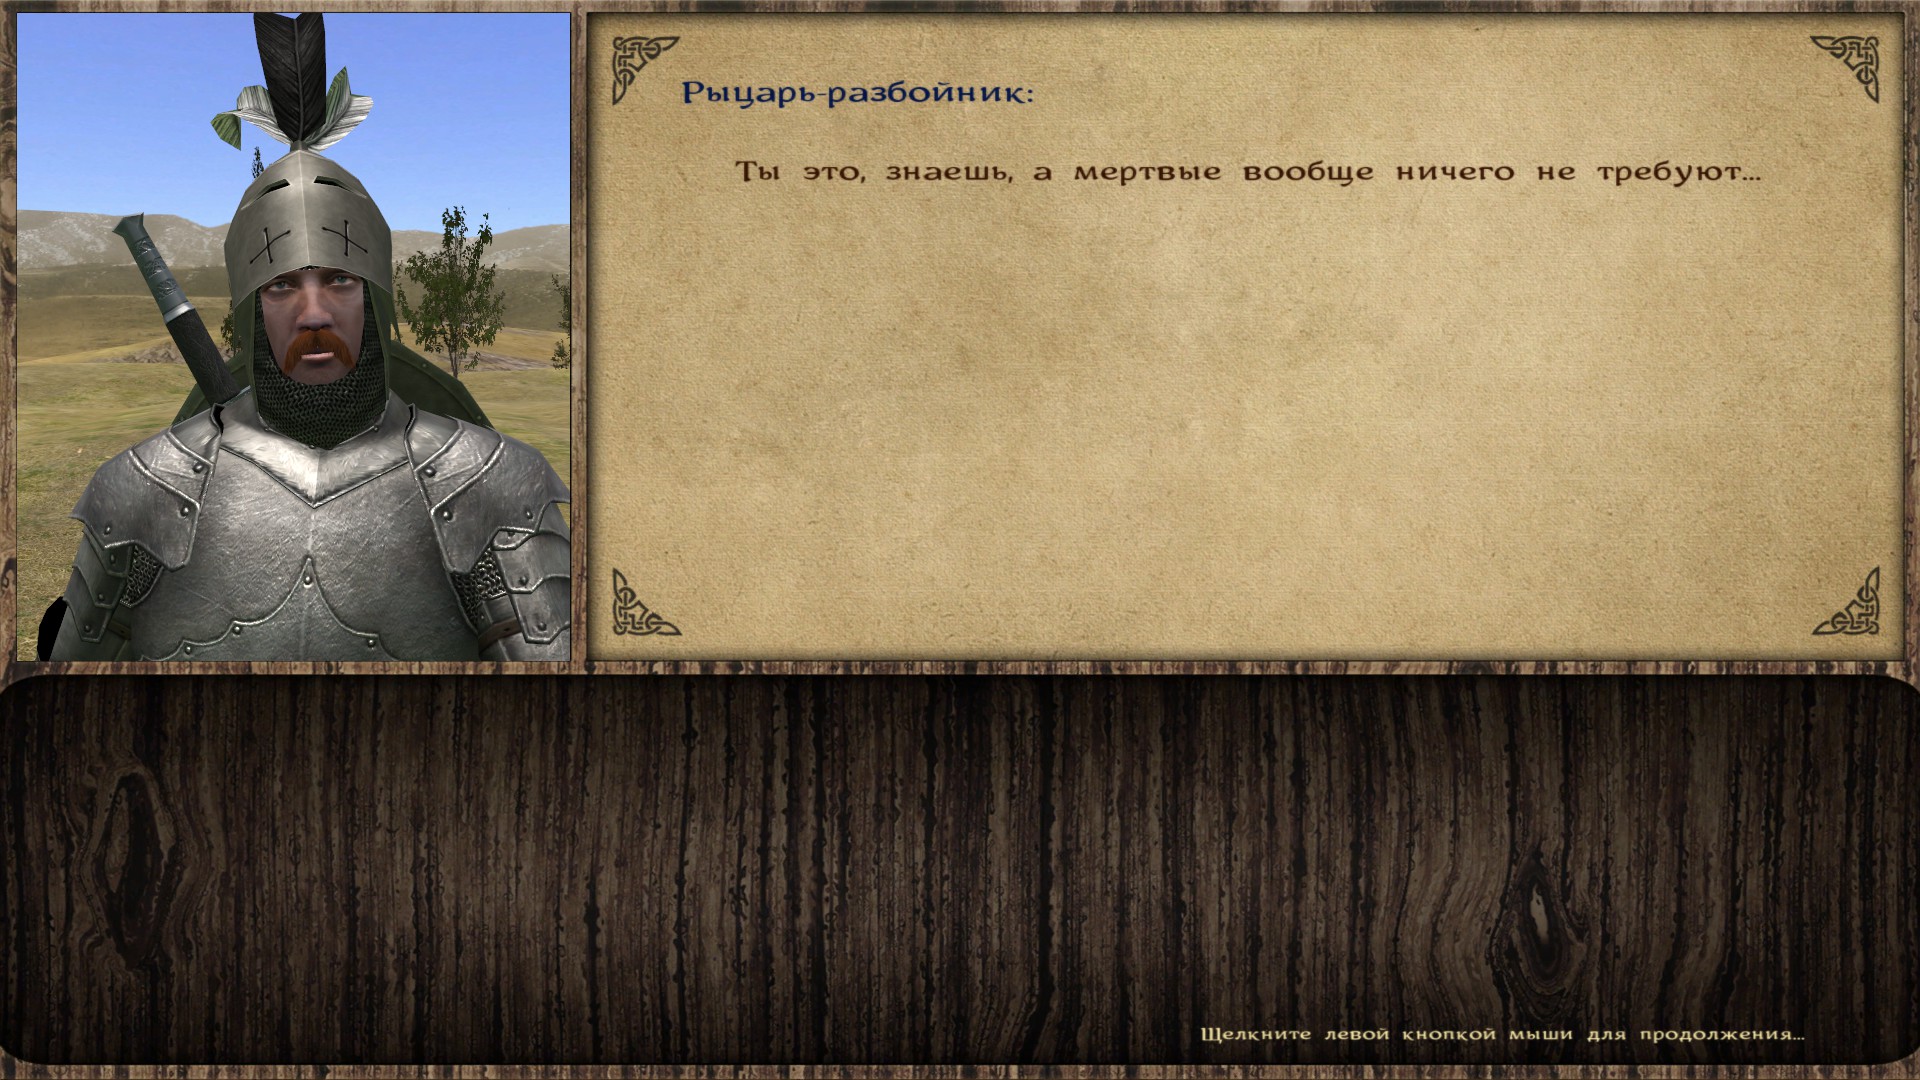 Рыцарь-разбойник:
Ты это, знаешь, а мертвые вообще ничего не требуют...
Щелкните левой кнопкой мыши для продолжения...